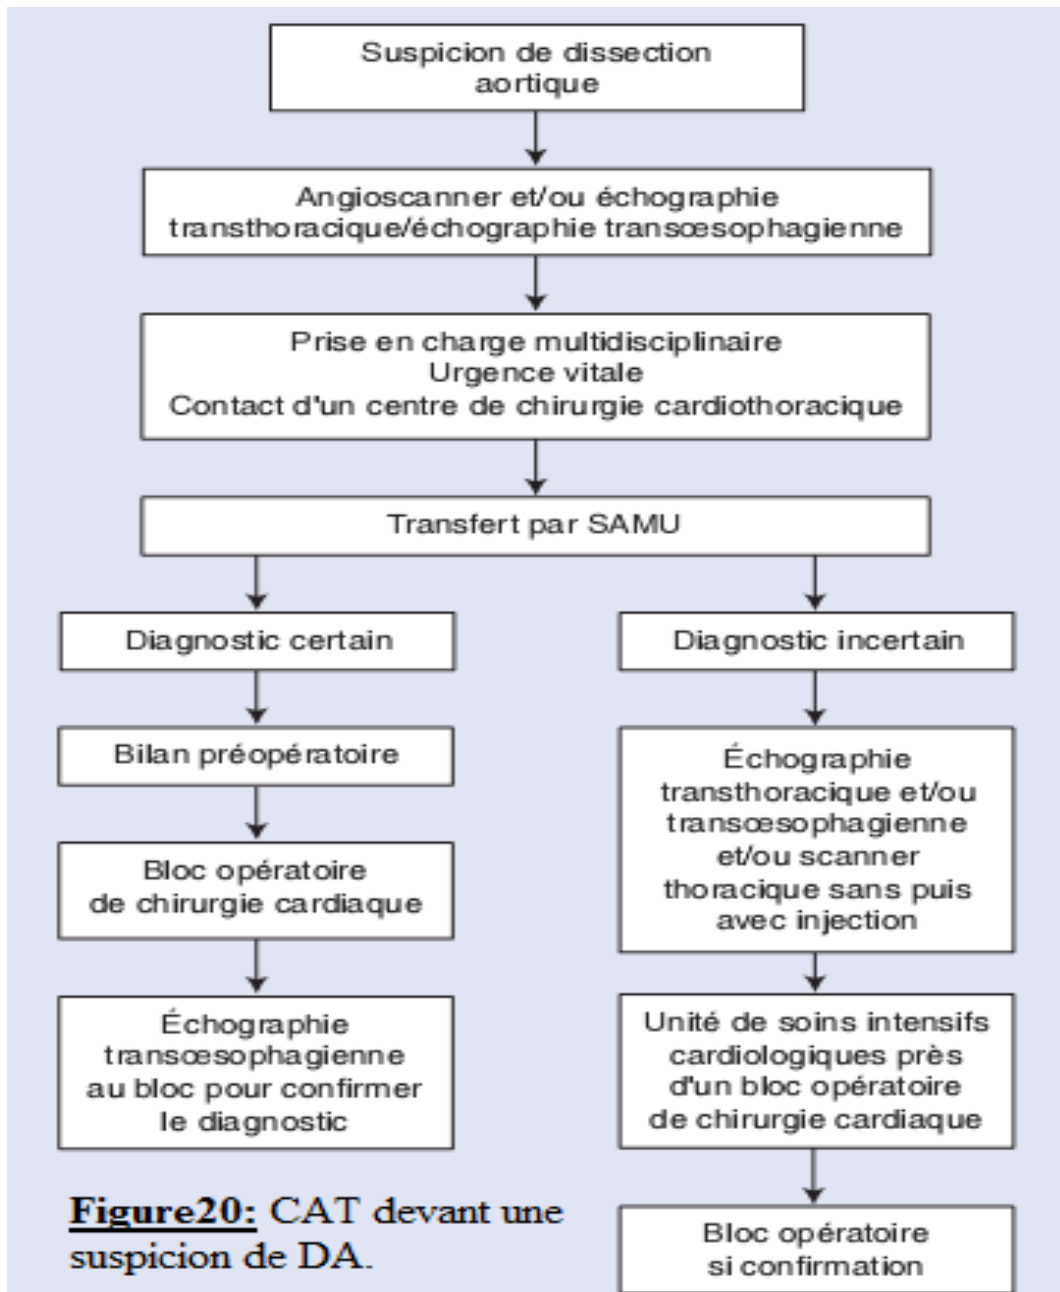 Suspicion de dissection
aortique
Angioscanner et/ou échographie
transthoracique/échographie transœsophagienne
Prise en charge multidisciplinaire
Urgence vitale
Contact d'un centre de chirurgie cardiothoracique
Transfert par SAMU
Diagnostic certain
Bilan préopératoire
Bloc opératoire
de chirurgie cardiaque
Échographie
transœsophagienne
au bloc pour confirmer
le diagnostic
Diagnostic incertain
Échographie
transthoracique et/ou
transœsophagienne
et/ou scanner
thoracique sans puis
avec injection
Unité de soins intensifs
cardiologiques près
d'un bloc opératoire
de chirurgie cardiaque
Bloc opératoire
si confirmation
Figure20: CAT devant une
suspicion de DA.